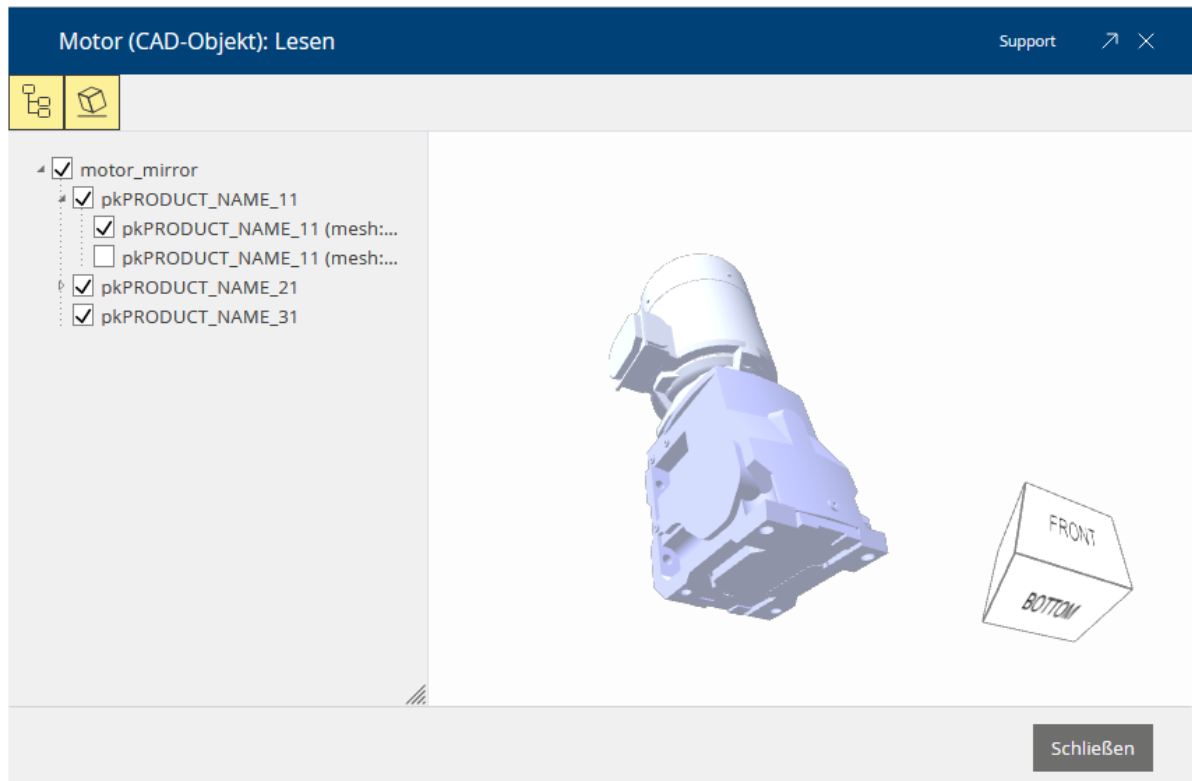 Motor (CAD-Objekt): Lesen
Support
motor_mirror
pkPRODUCT_NAME_11
pkPRODUCT_NAME_11 (mesh:...
pkPRODUCT_NAME_11 (mesh:...
pkPRODUCT_NAME_21
pkPRODUCT_NAME_31
FRONT
BOTTOM
Schließen